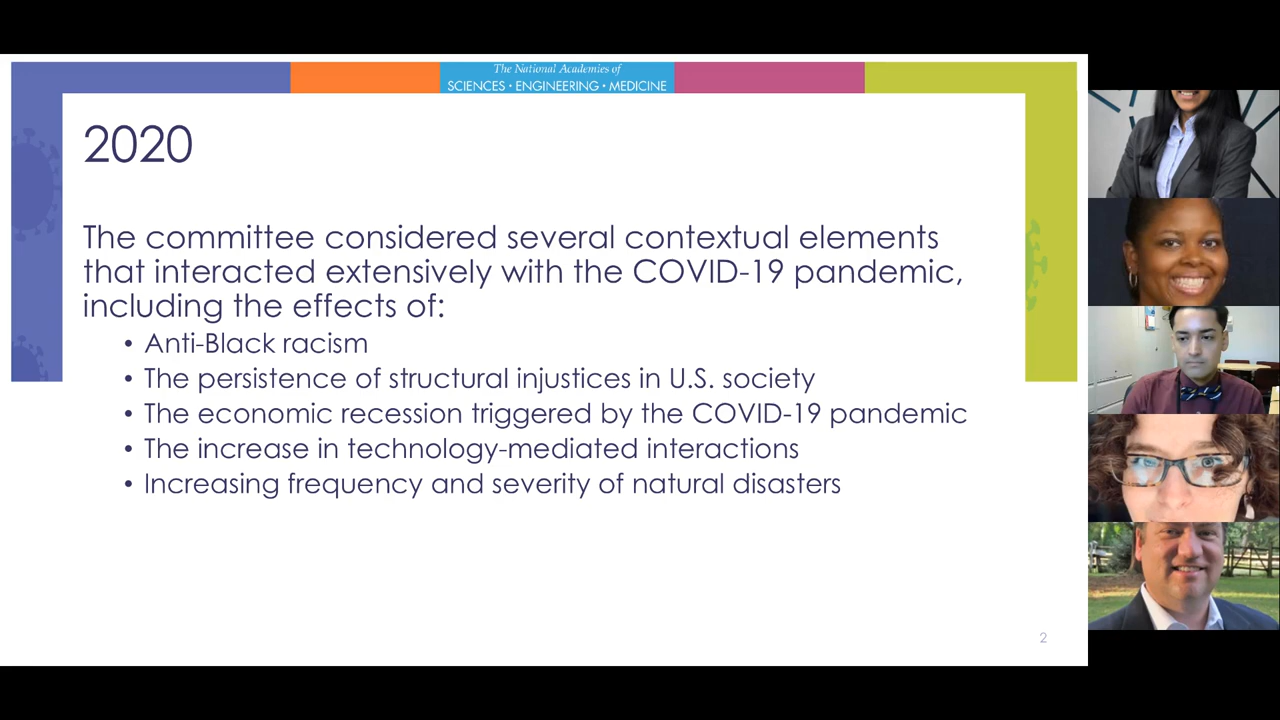 The National Academies of
SCIENCES • ENGINEERING • MEDICINE
2020
The committee considered several contextual elements
that interacted extensively with the COVID-19 pandemic,
including the effects of:
• Anti-Black racism
• The persistence of structural injustices in U.S. society
• The economic recession triggered by the COVID-19 pandemic
• The increase in technology-mediated interactions
• Increasing frequency and severity of natural disasters
2